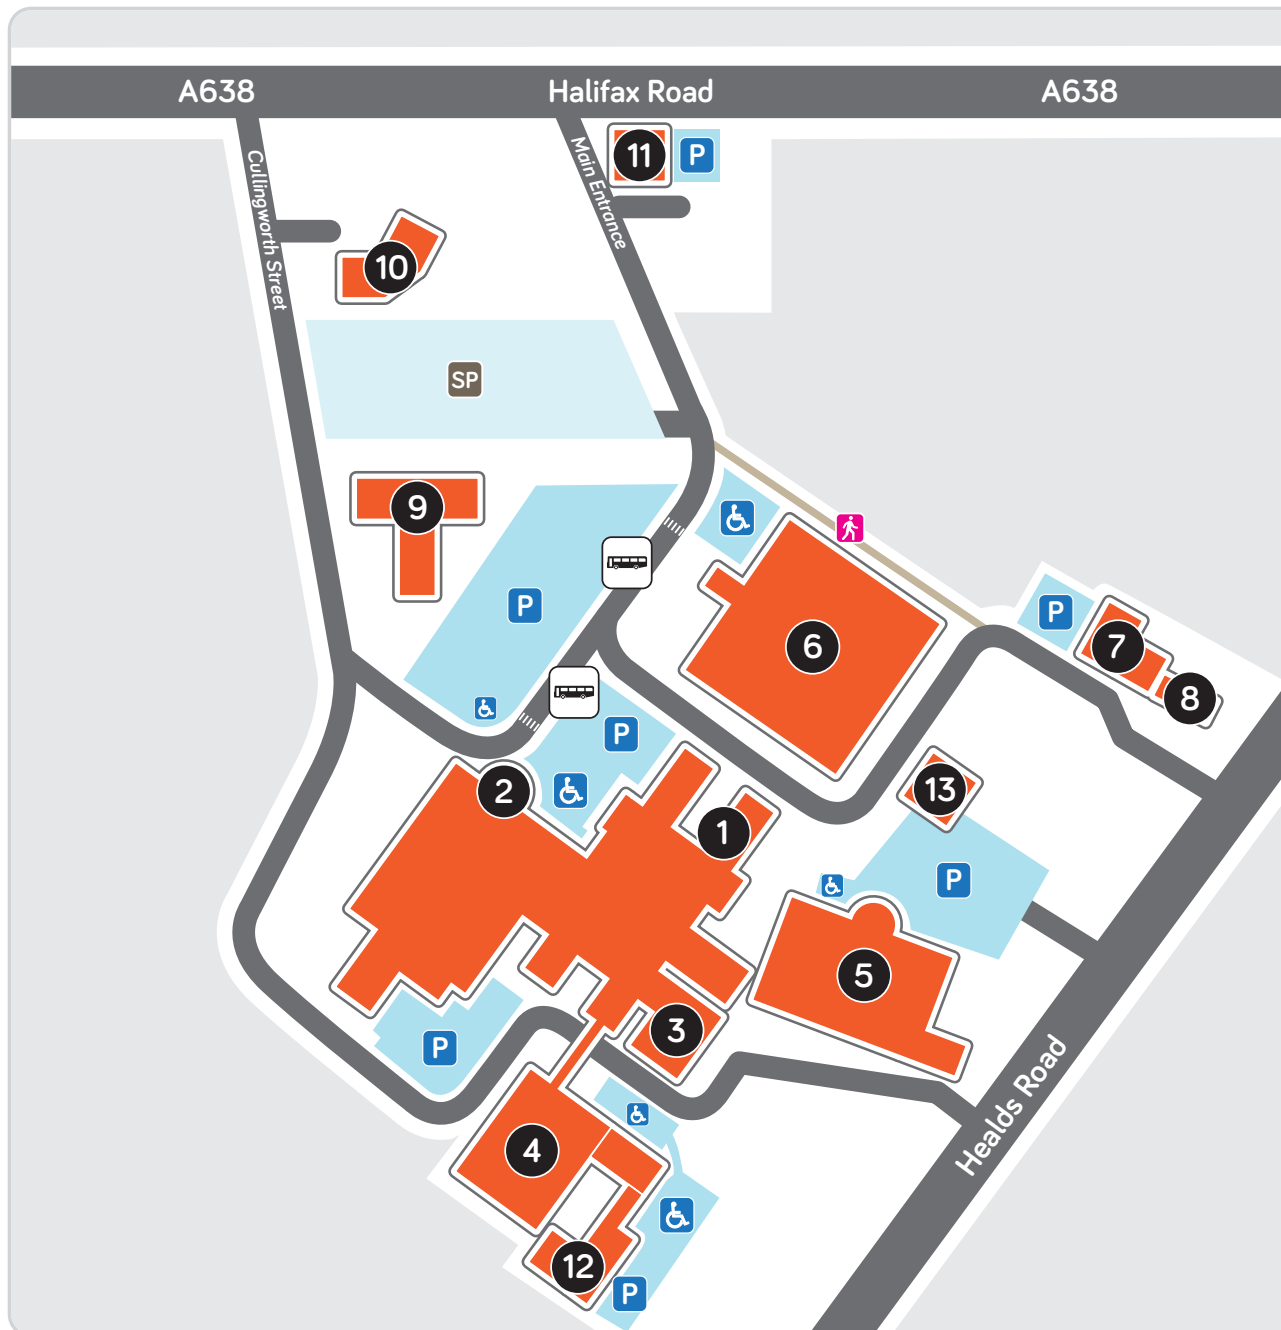 A638 Halifax Road A638
Cullingworth Street
Main Entrance
11 P
10
SP
9
P
6
P
7
8
P
2
1
13
P
5
3
P
4
12
P
Healds Road